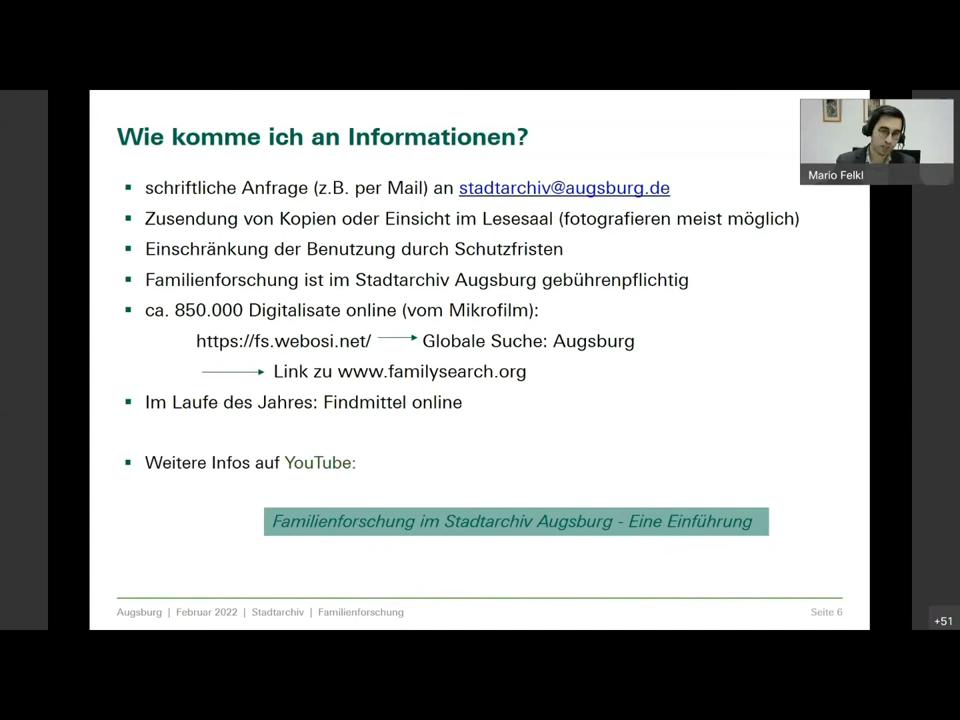 Wie komme ich an Informationen?
Mario Felkl
▪ schriftliche Anfrage (z.B. per Mail) an stadtarchiv@augsburg.de
▪ Zusendung von Kopien oder Einsicht im Lesesaal (fotografieren meist möglich)
▪ Einschränkung der Benutzung durch Schutzfristen
▪ Familienforschung ist im Stadtarchiv Augsburg gebührenpflichtig
▪ ca. 850.000 Digitalisate online (vom Mikrofilm):
https://fs.webosi.net/ → Globale Suche: Augsburg
→ Link zu www.familysearch.org
▪ Im Laufe des Jahres: Findmittel online
▪ Weitere Infos auf YouTube:
Familienforschung im Stadtarchiv Augsburg - Eine Einführung
Augsburg | Februar 2022 | Stadtarchiv | Familienforschung
Seite 6
+51